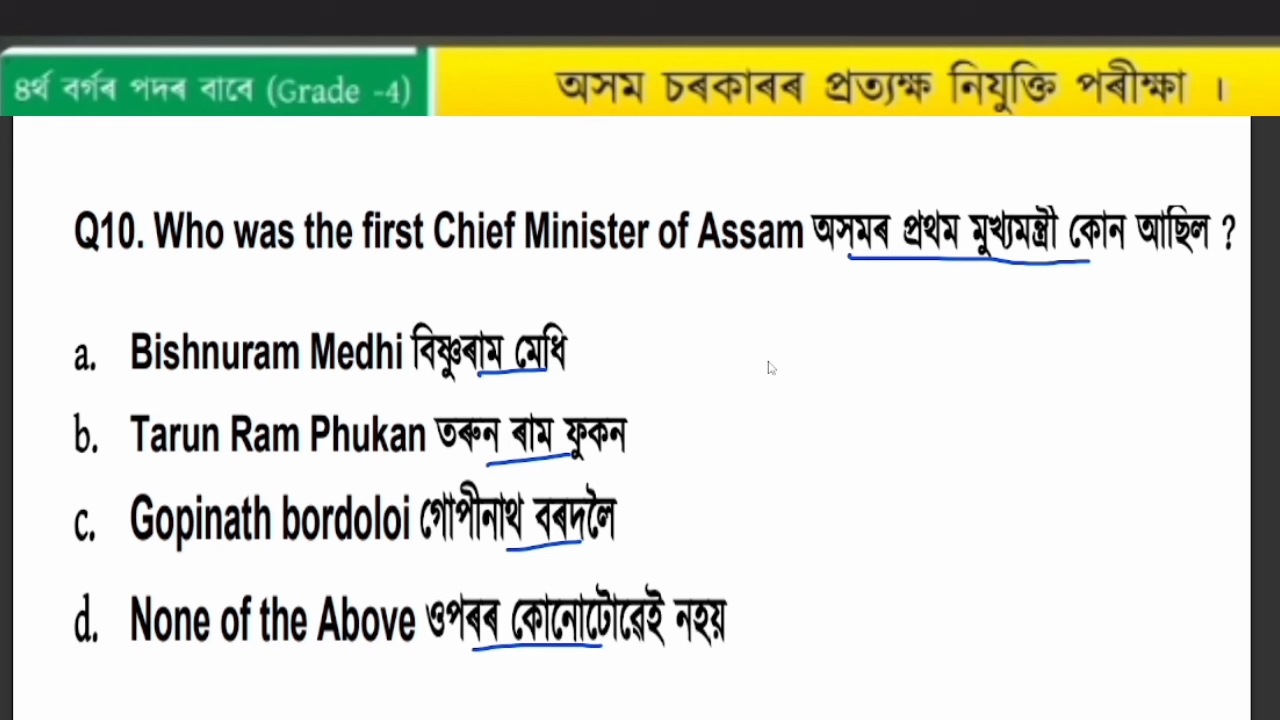 ৪ৰ্থ বৰ্গৰ পদৰ বাবে (Grade -4)
অসম চৰকাৰৰ প্ৰত্যক্ষ নিযুক্তি পৰীক্ষা ।
Q10. Who was the first Chief Minister of Assam অসমৰ প্ৰথম মুখ্যমন্ত্ৰী কোন আছিল ?
a. Bishnuram Medhi বিষ্ণুৰাম মেধি
b. Tarun Ram Phukan তৰুন ৰাম ফুকন
c. Gopinath bordoloi গোপীনাথ বৰদলৈ
d. None of the Above ওপৰৰ কোনোটোৱেই নহয়